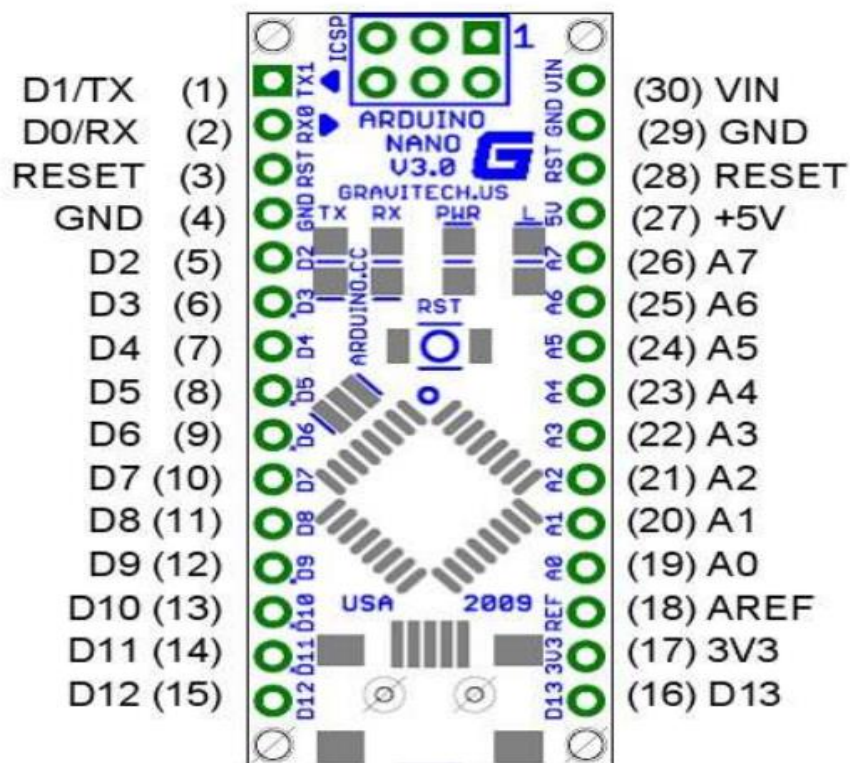 D1/TX (1)
D0/RX (2)
RESET (3)
GND (4)
D2 (5)
D3 (6)
D4 (7)
D5 (8)
D6 (9)
D7 (10)
D8 (11)
D9 (12)
D10 (13)
D11 (14)
D12 (15)
TX1
RX0
RST
GND
D2
D3
D4
D5
D6
D7
D8
D9
D10
D11
D12
ICSP
1
ARDUINO
NANO
V3.0
G
GRAVITECH.US
TX RX PWR L
ARDUINO.CC
RST
USA 2009
VIN
GND
RST
5V
A7
A6
A5
A4
A3
A2
A1
A0
REF
3V3
D13
(30) VIN
(29) GND
(28) RESET
(27) +5V
(26) A7
(25) A6
(24) A5
(23) A4
(22) A3
(21) A2
(20) A1
(19) A0
(18) AREF
(17) 3V3
(16) D13